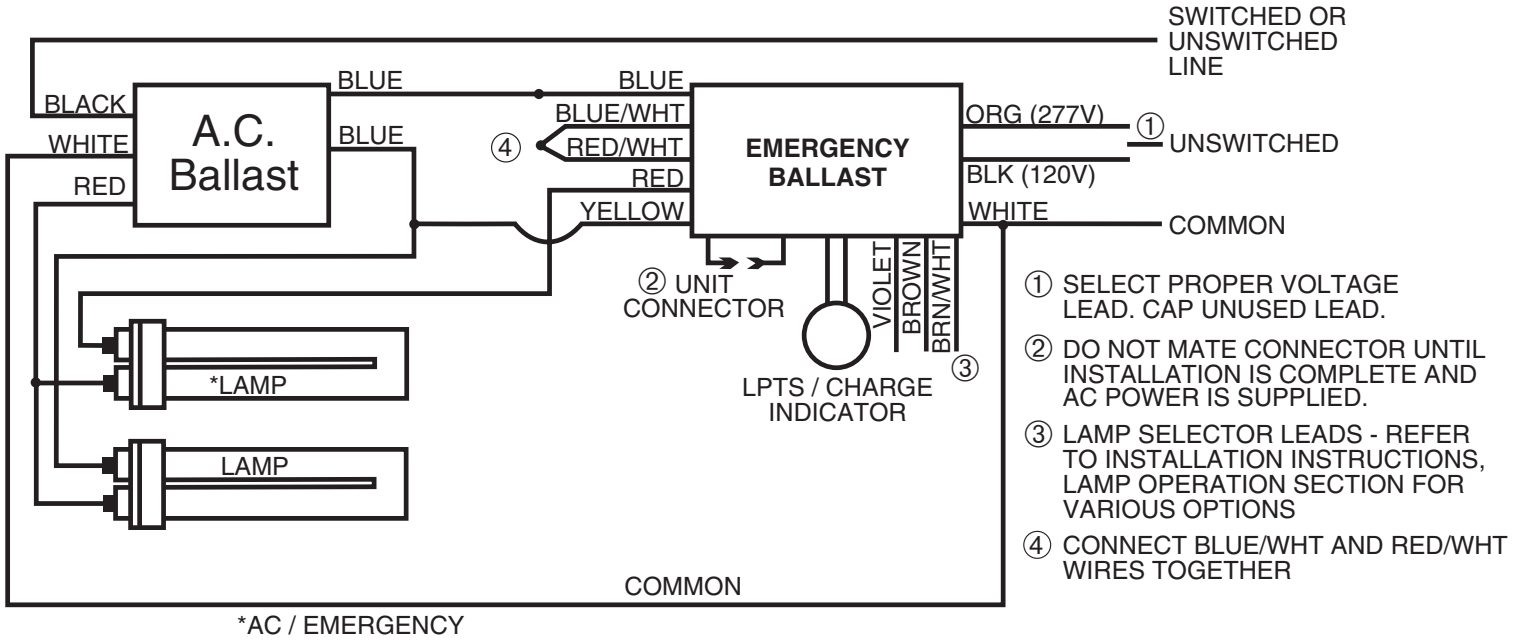 SWITCHED OR
UNSWITCHED
LINE
BLACK
WHITE
RED
A.C.
Ballast
BLUE
BLUE
BLUE
BLUE/WHT
④ RED/WHT
RED
YELLOW
EMERGENCY
BALLAST
ORG (277V)
① UNSWITCHED
BLK (120V)
WHITE
COMMON
② UNIT
CONNECTOR
VIOLET
BROWN
BRN/WHT
③
LPTS / CHARGE
INDICATOR
*LAMP
LAMP
① SELECT PROPER VOLTAGE
LEAD. CAP UNUSED LEAD.
② DO NOT MATE CONNECTOR UNTIL
INSTALLATION IS COMPLETE AND
AC POWER IS SUPPLIED.
③ LAMP SELECTOR LEADS - REFER
TO INSTALLATION INSTRUCTIONS,
LAMP OPERATION SECTION FOR
VARIOUS OPTIONS
④ CONNECT BLUE/WHT AND RED/WHT
WIRES TOGETHER
COMMON
*AC / EMERGENCY